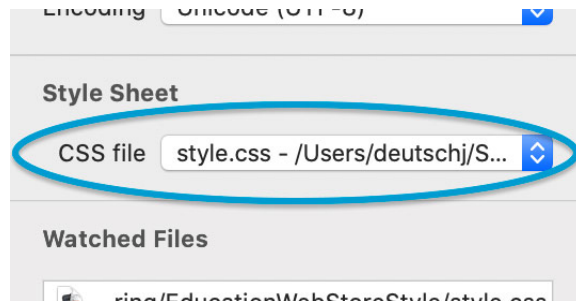 Encoding Unicode (UTF-8)
Style Sheet
CSS file style.css - /Users/deutschj/S...
Watched Files
...ring/EducationWebStoreStyle/style.css